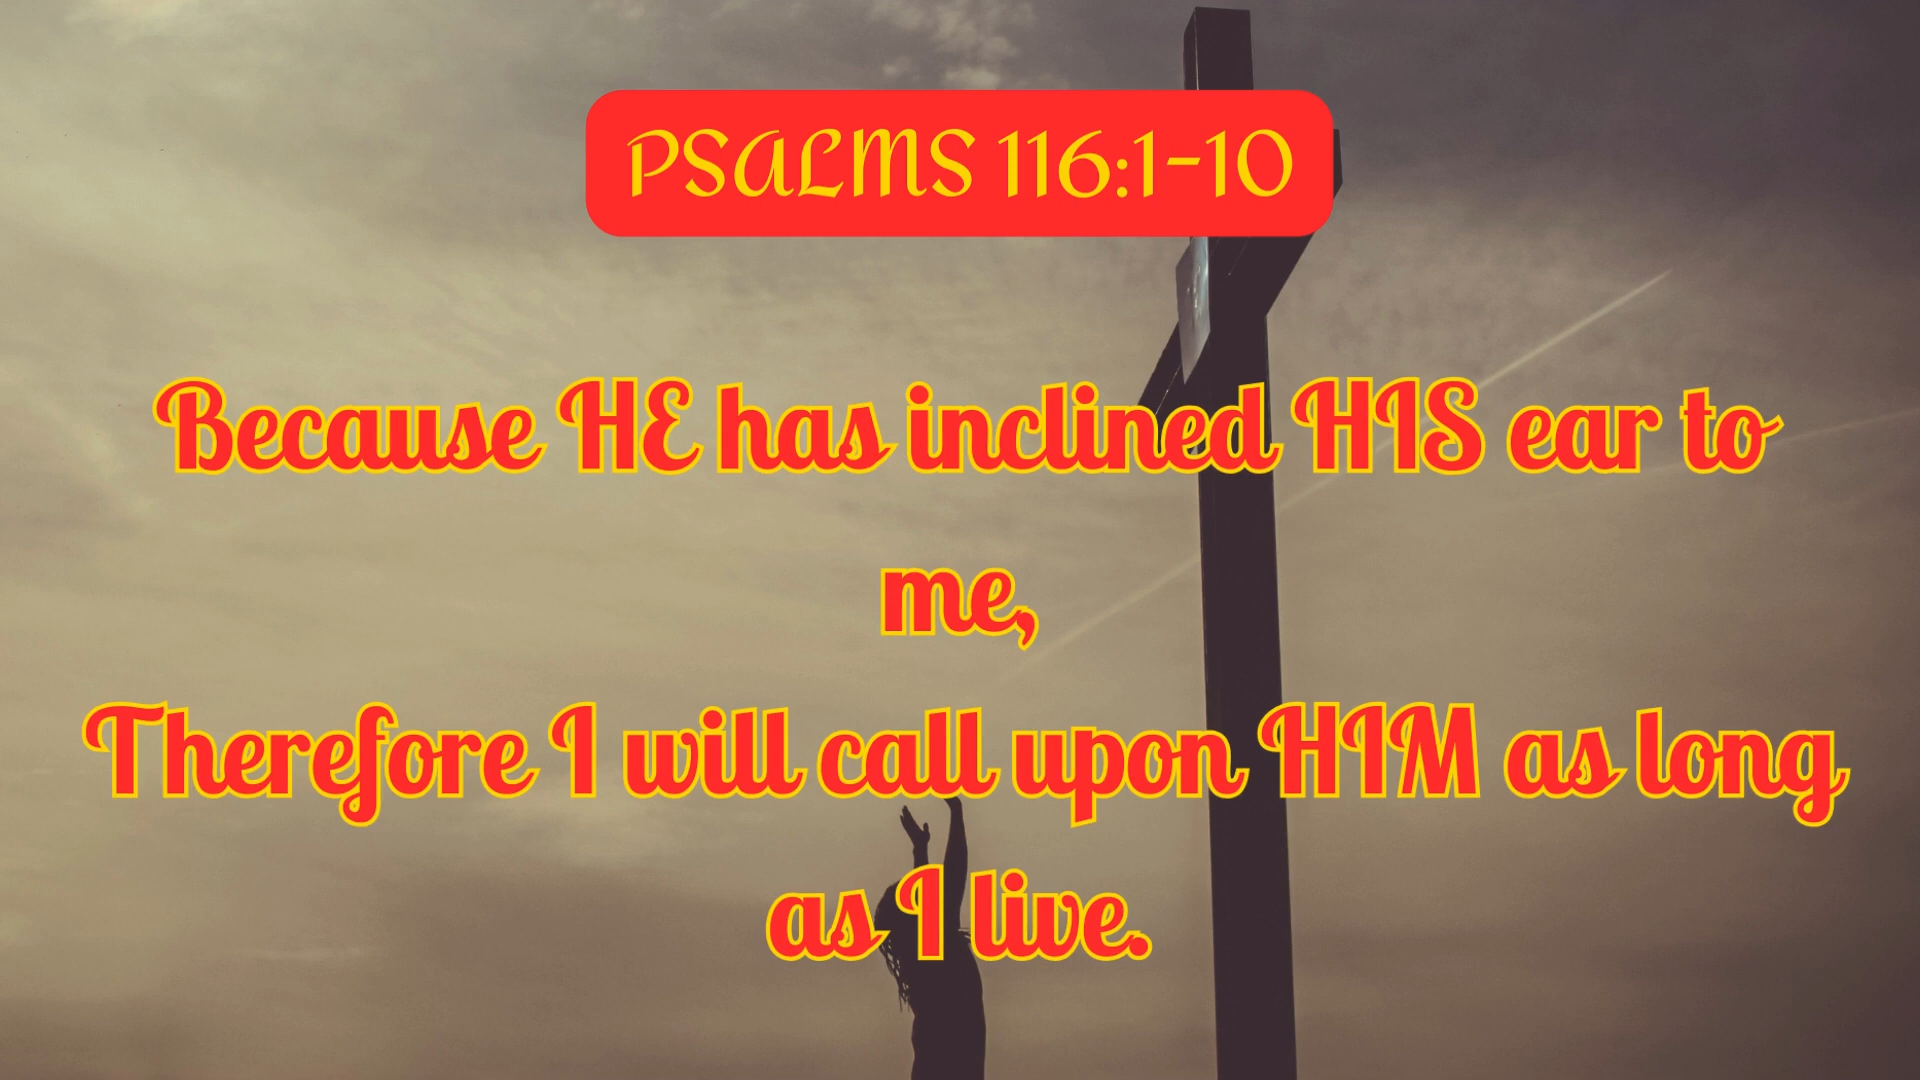 PSALMS 116:1-10
Because HE has inclined HIS ear to
me,
Therefore I will call upon HIM as long
as I live.